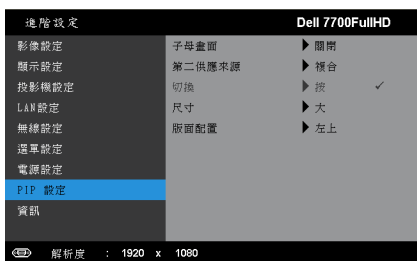 進階設定 Dell 7700FullHD
影像設定 子母畫面 關閉
顯示設定 第二供應來源 複合
投影機設定 切換 按
LAN設定 尺寸 大
無線設定 版面配置 左上
選單設定
電源設定
PIP 設定
資訊
解析度 : 1920 x 1080